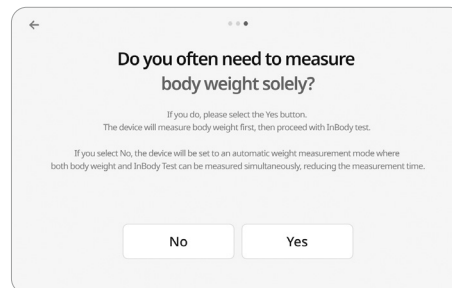 Do you often need to measure
body weight solely?
If you do, please select the Yes button.
The device will measure body weight first, then proceed with InBody test.
If you select No, the device will be set to an automatic weight measurement mode where
both body weight and InBody Test can be measured simultaneously, reducing the measurement time.
No
Yes